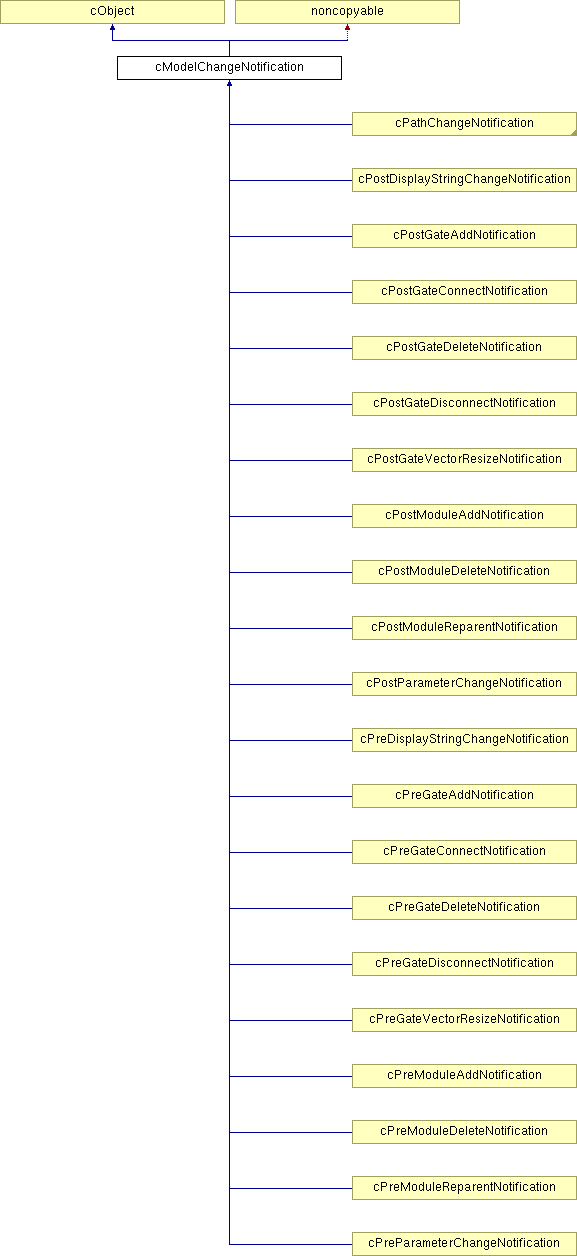 cObject
noncopyable
cModelChangeNotification
cPathChangeNotification
cPostDisplayStringChangeNotification
cPostGateAddNotification
cPostGateConnectNotification
cPostGateDeleteNotification
cPostGateDisconnectNotification
cPostGateVectorResizeNotification
cPostModuleAddNotification
cPostModuleDeleteNotification
cPostModuleReparentNotification
cPostParameterChangeNotification
cPreDisplayStringChangeNotification
cPreGateAddNotification
cPreGateConnectNotification
cPreGateDeleteNotification
cPreGateDisconnectNotification
cPreGateVectorResizeNotification
cPreModuleAddNotification
cPreModuleDeleteNotification
cPreModuleReparentNotification
cPreParameterChangeNotification